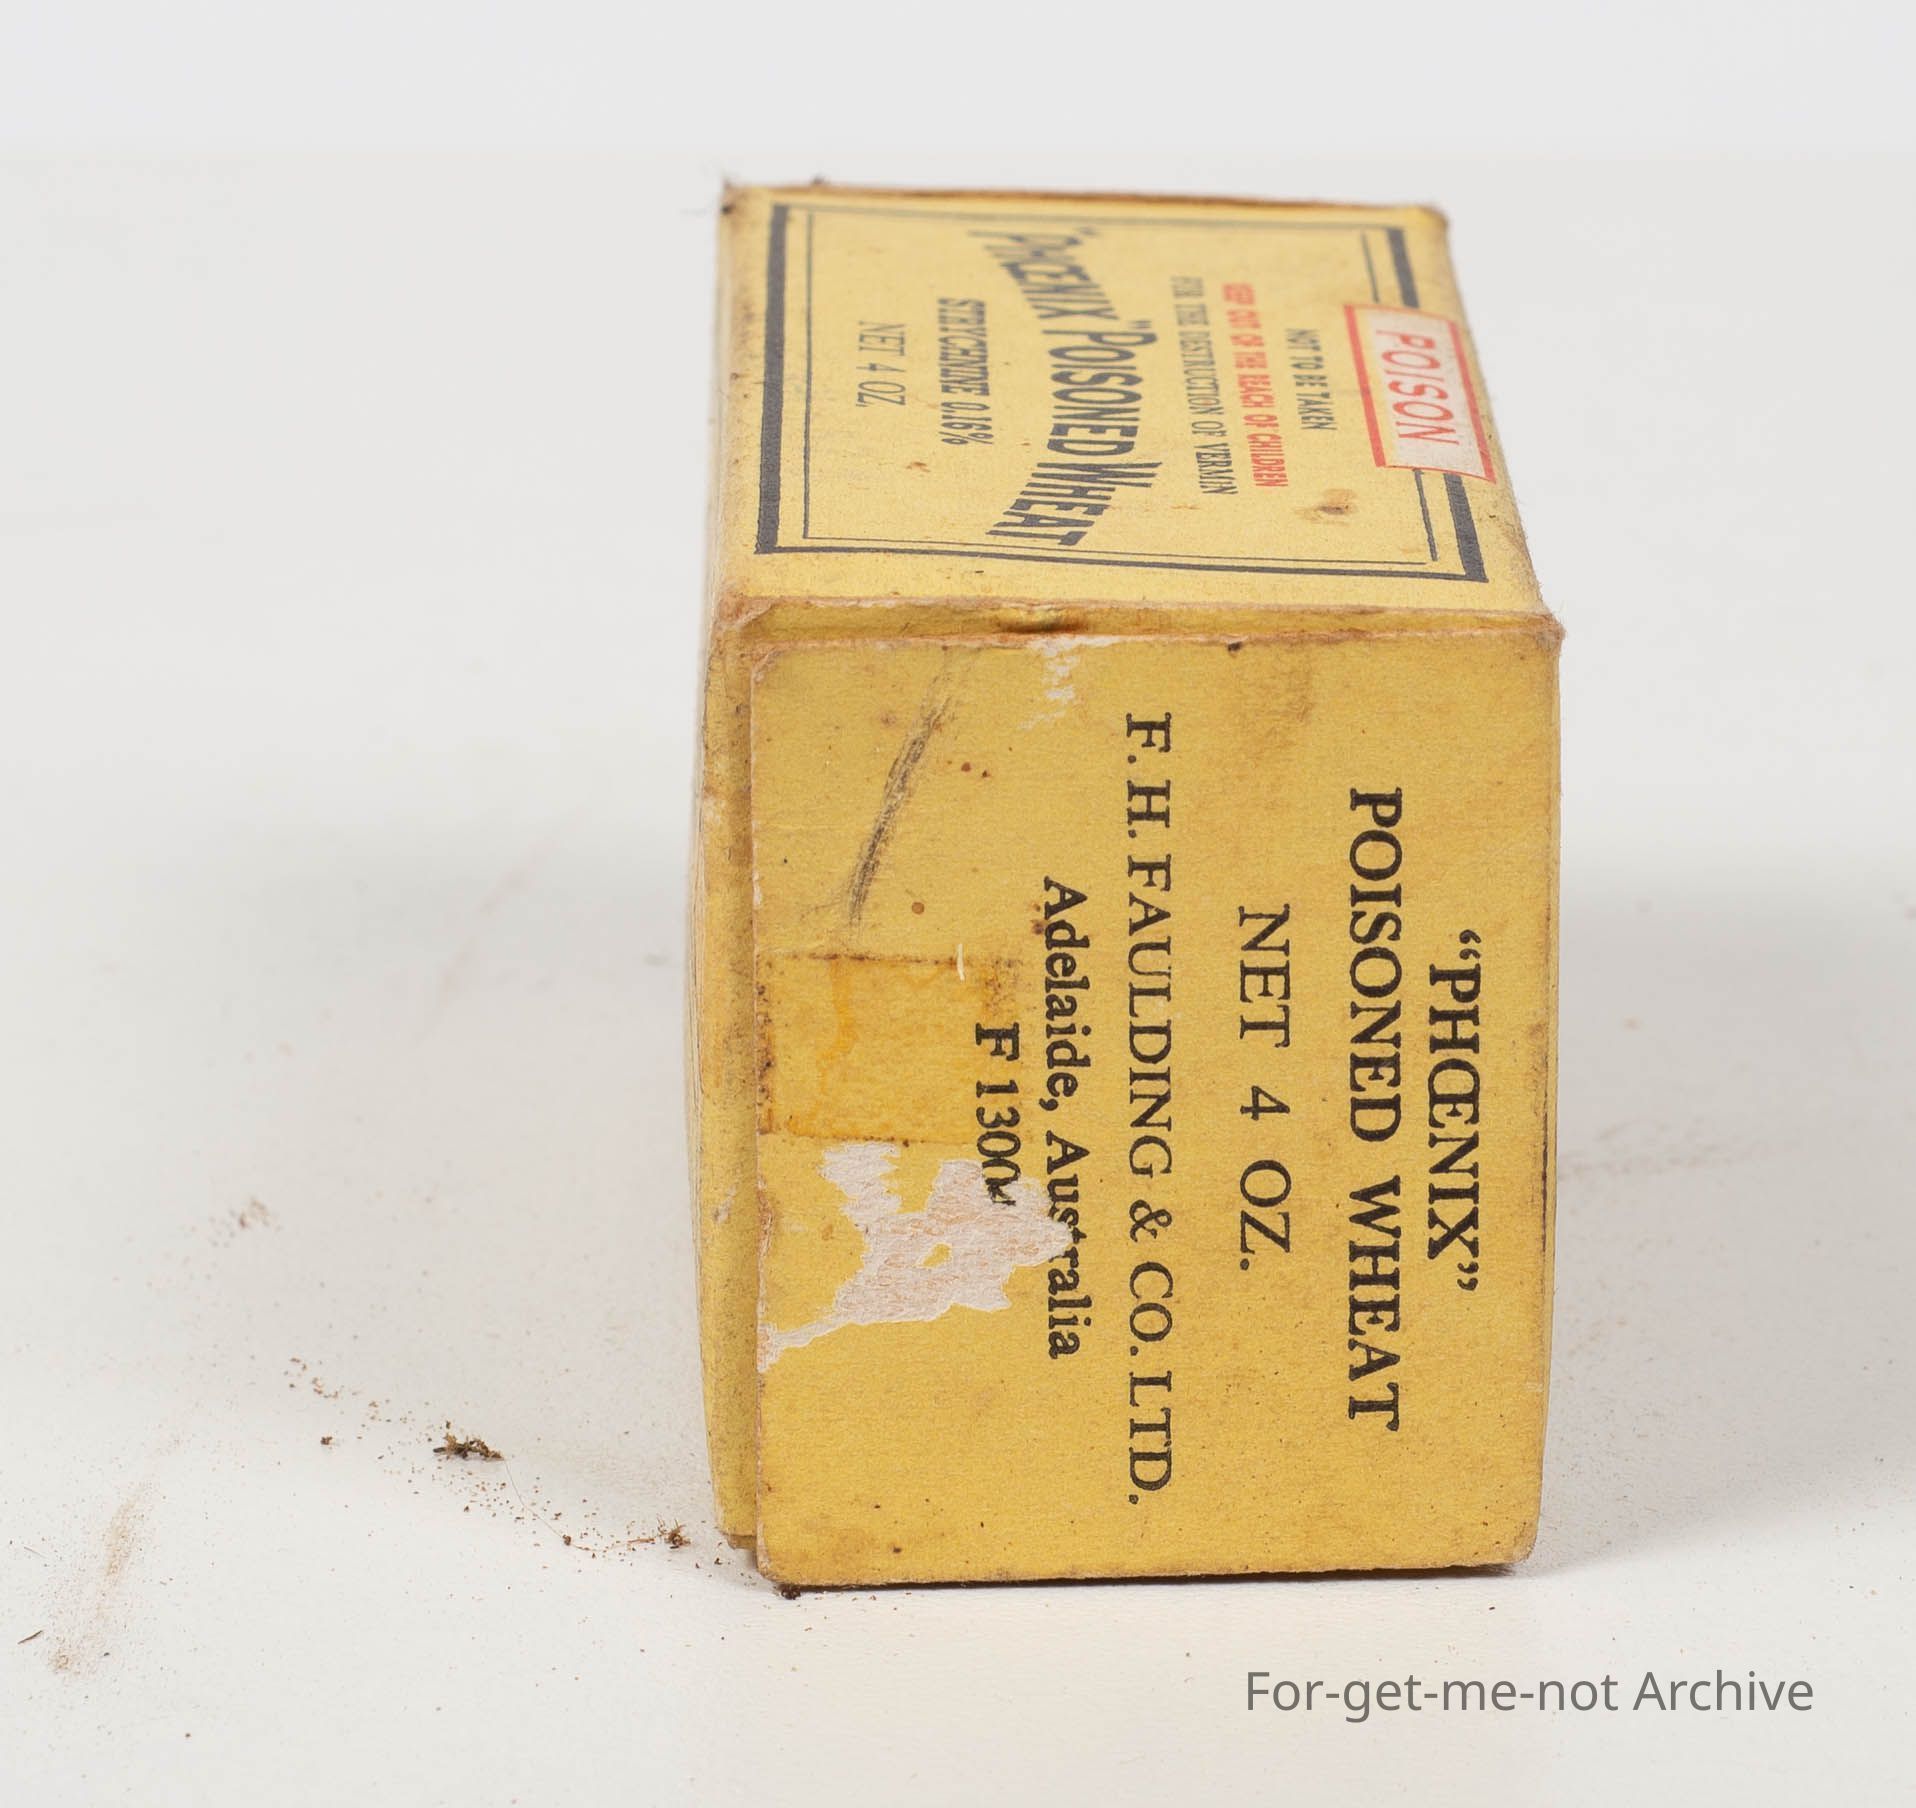 POISON
NOT TO BE TAKEN
KEEP OUT OF THE REACH OF CHILDREN
FOR THE DESTRUCTION OF VERMIN
"PHŒNIX" POISONED WHEAT
STRYCHNINE 0.16%
NET 4 OZ.
“PHŒNIX”
POISONED WHEAT
NET 4 OZ.
F. H. FAULDING & CO. LTD.
Adelaide, Australia
F 1300
For-get-me-not Archive